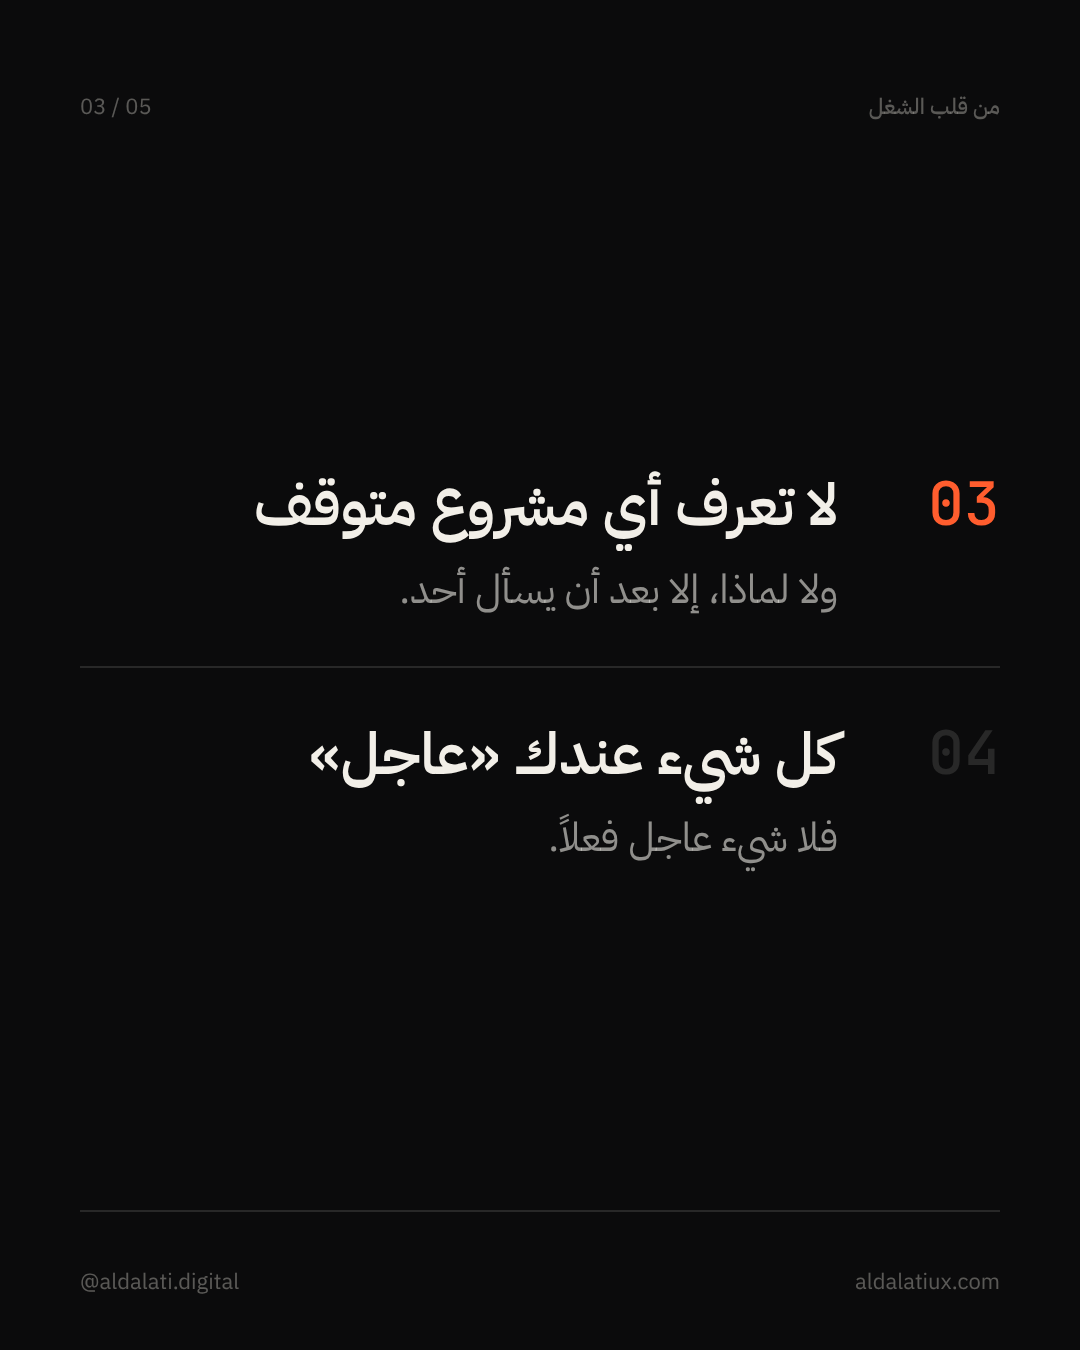 من قلب الشغل
03 / 05
03
لا تعرف أي مشروع متوقف
ولا لماذا، إلا بعد أن يسأل أحد.
04
كل شيء عندك «عاجل»
فلا شيء عاجل فعلاً.
aldalatiux.com
@aldalati.digital